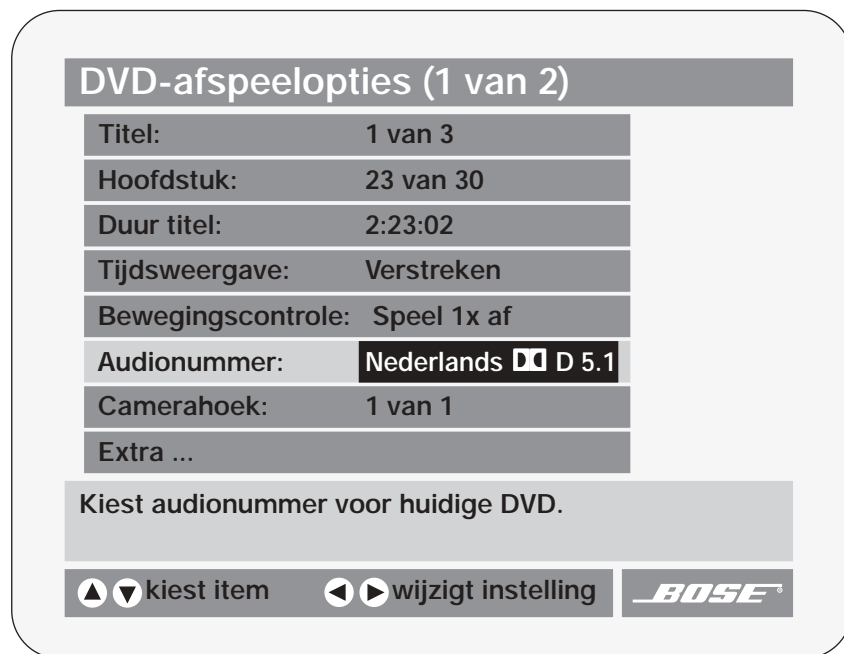 DVD-afspeelopties (1 van 2)
Titel: 1 van 3
Hoofdstuk: 23 van 30
Duur titel: 2:23:02
Tijdsweergave: Verstreken
Bewegingscontrole: Speel 1x af
Audionummer: Nederlands D 5.1
Camerahoek: 1 van 1
Extra ...
Kiest audionummer voor huidige DVD.
kiest item wijzigt instelling BOSE®